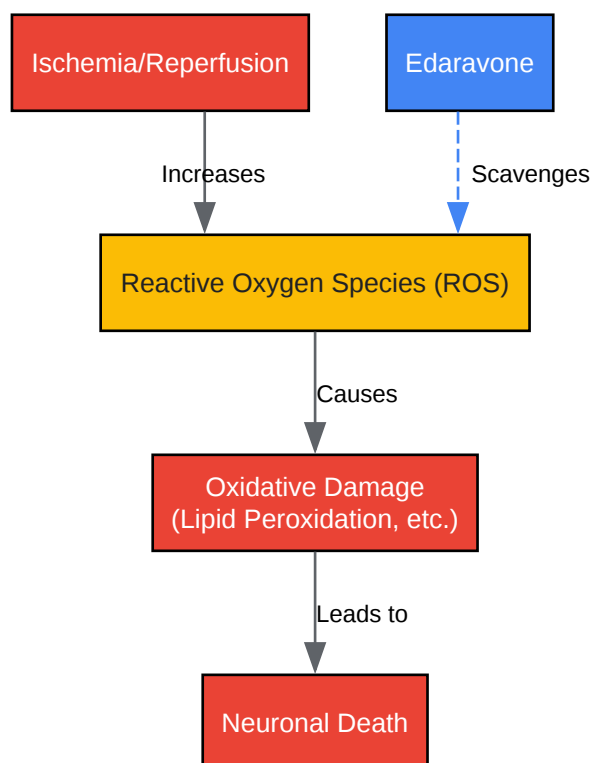 Ischemia/Reperfusion
Edaravone
Increases
Scavenges
Reactive Oxygen Species (ROS)
Causes
Oxidative Damage
(Lipid Peroxidation, etc.)
Leads to
Neuronal Death